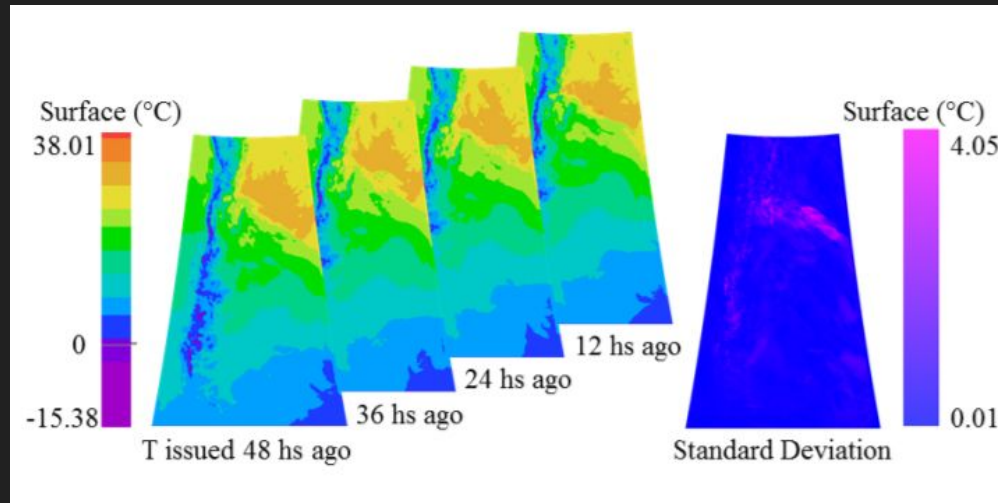 Surface (°C)
38.01
0
-15.38
T issued 48 hs ago
36 hs ago
24 hs ago
12 hs ago
Surface (°C)
4.05
0.01
Standard Deviation